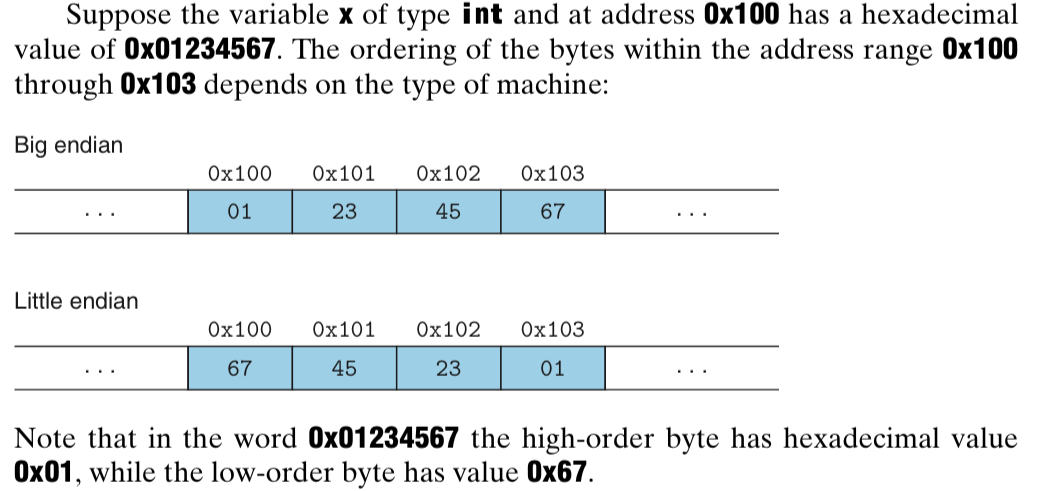 Suppose the variable x of type int and at address 0x100 has a hexadecimal
value of 0x01234567. The ordering of the bytes within the address range 0x100
through 0x103 depends on the type of machine:
Big endian
0x100 0x101 0x102 0x103
... 01 23 45 67 ...
Little endian
0x100 0x101 0x102 0x103
... 67 45 23 01 ...
Note that in the word 0x01234567 the high-order byte has hexadecimal value
0x01, while the low-order byte has value 0x67.